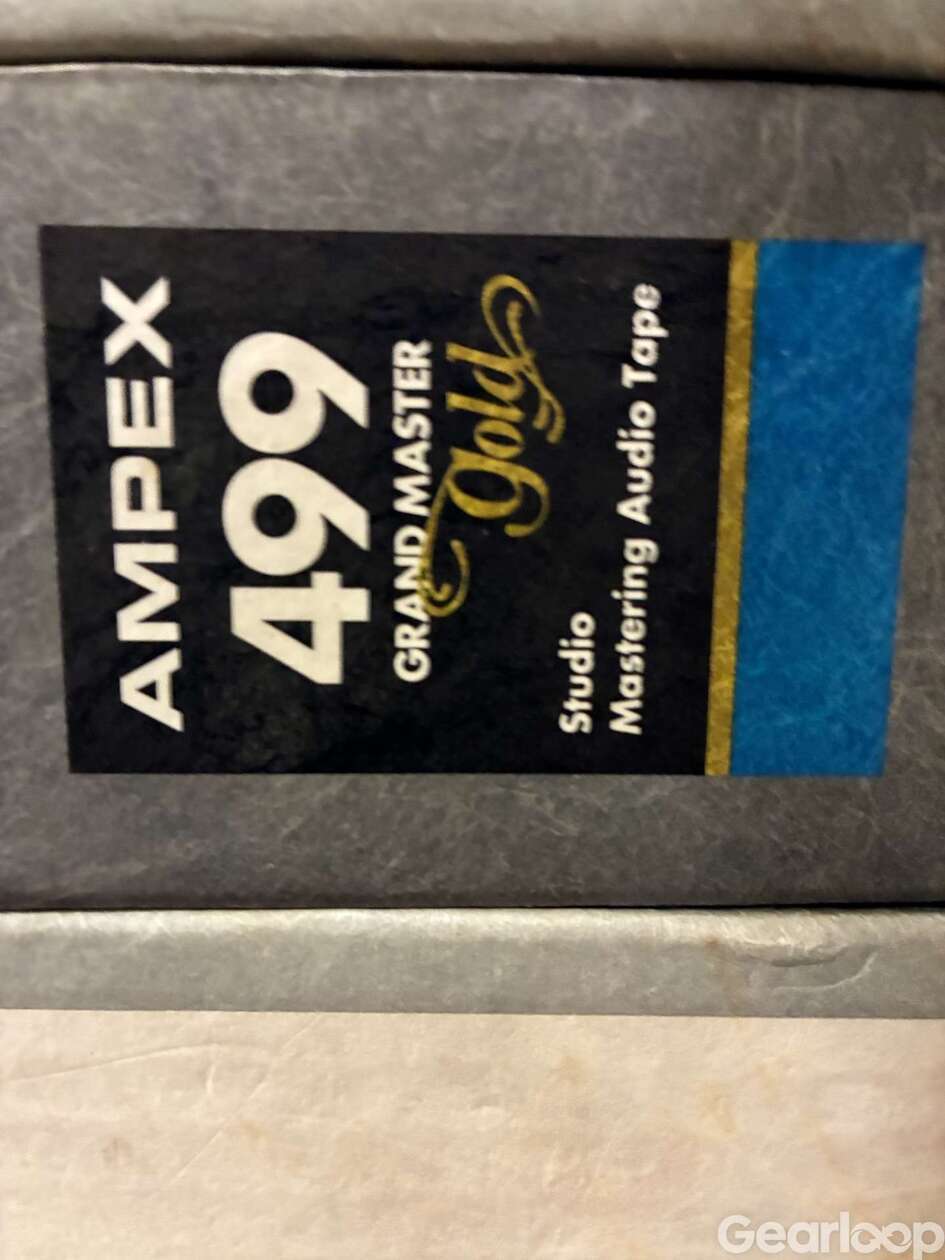 AMPEX
499
GRAND MASTER
gold
Studio
Mastering Audio Tape
Gearloop